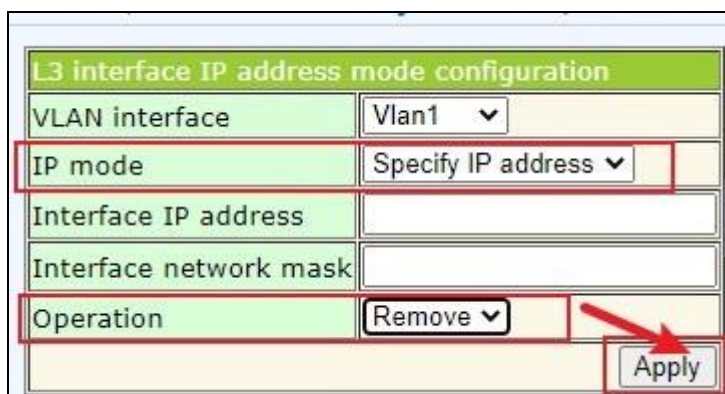 L3 interface IP address mode configuration
VLAN interface Vlan1
IP mode Specify IP address
Interface IP address
Interface network mask
Operation Remove
Apply